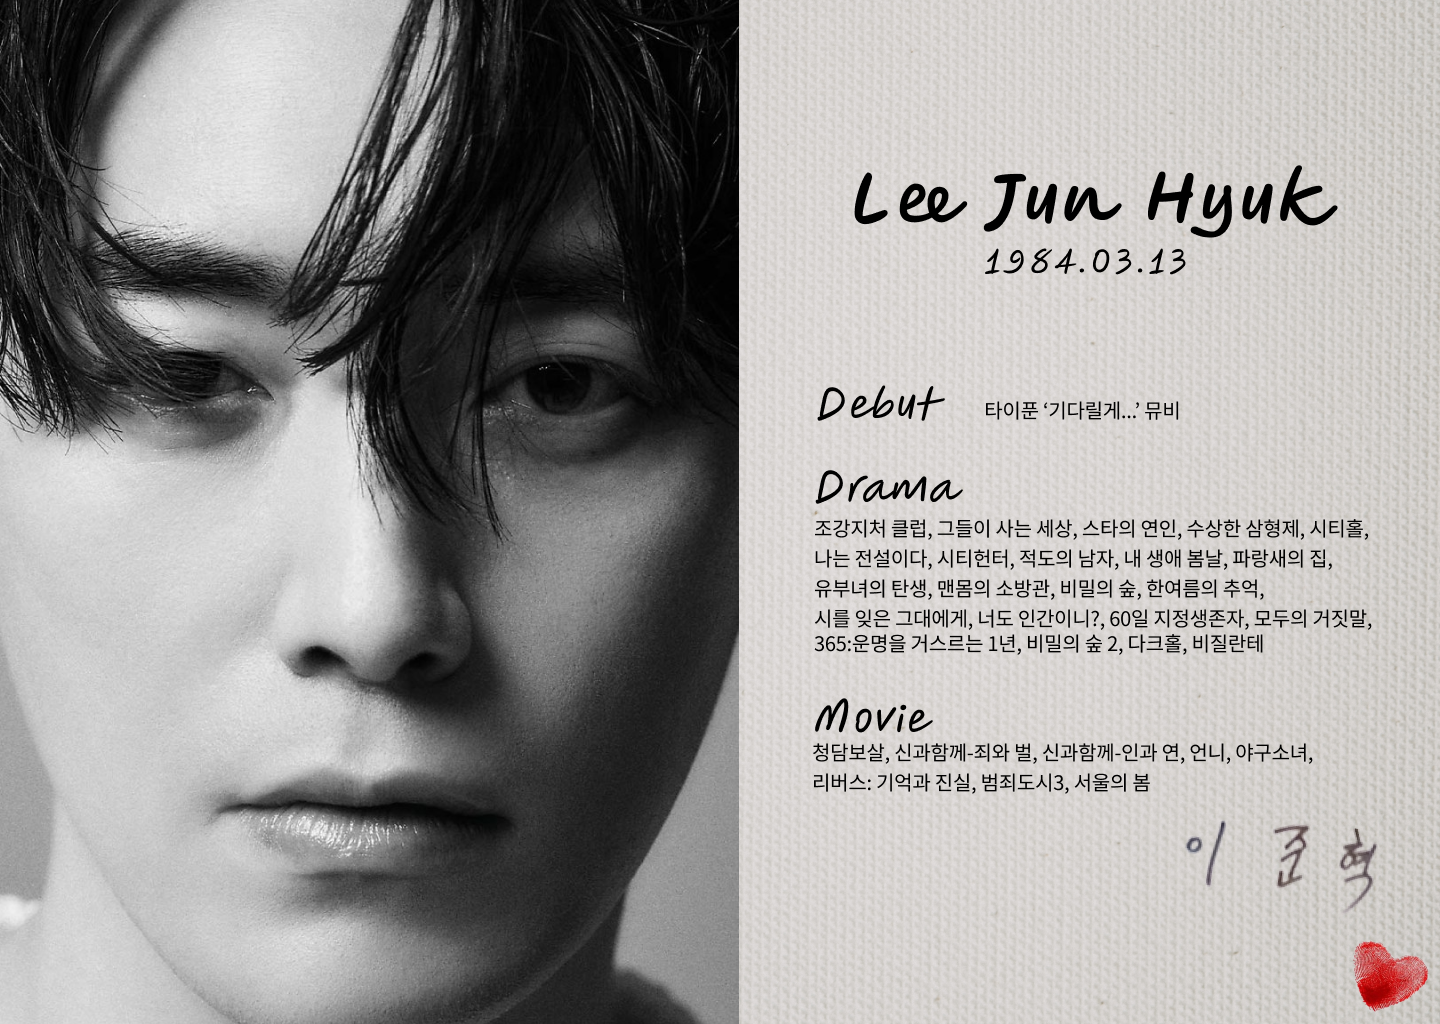 Lee Jun Hyuk
1984.03.13
Debut 타이푼 ‘기다릴게...’ 뮤비
Drama
조강지처 클럽, 그들이 사는 세상, 스타의 연인, 수상한 삼형제, 시티홀,
나는 전설이다, 시티헌터, 적도의 남자, 내 생애 봄날, 파랑새의 집,
유부녀의 탄생, 맨몸의 소방관, 비밀의 숲, 한여름의 추억,
시를 잊은 그대에게, 너도 인간이니?, 60일 지정생존자, 모두의 거짓말,
365:운명을 거스르는 1년, 비밀의 숲 2, 다크홀, 비질란테
Movie
청담보살, 신과함께-죄와 벌, 신과함께-인과 연, 언니, 야구소녀,
리버스: 기억과 진실, 범죄도시3, 서울의 봄
이 준 혁